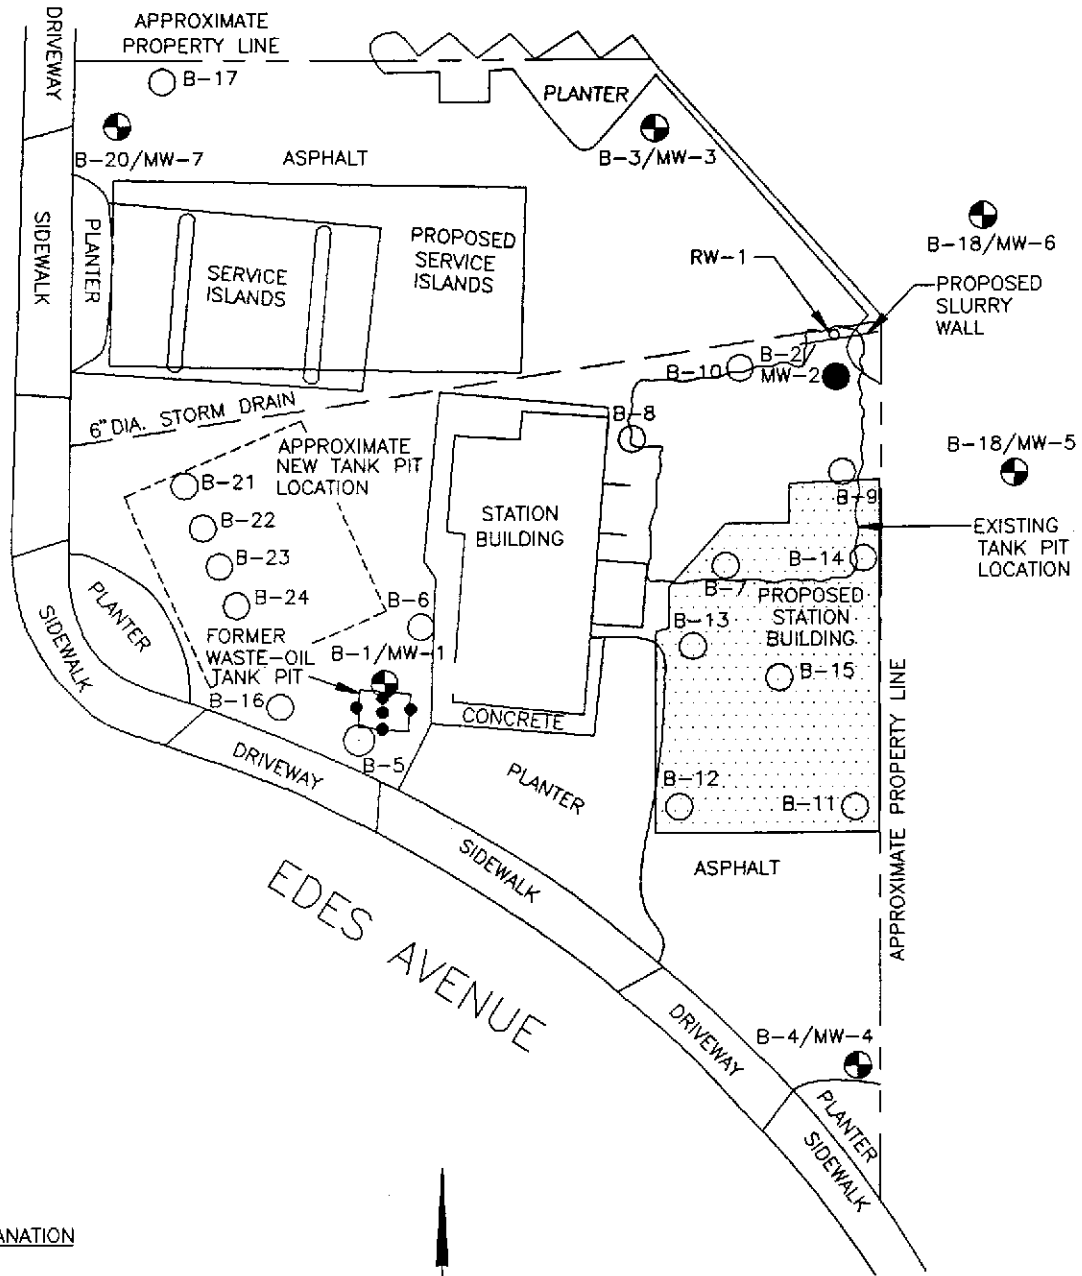 DRIVEWAY
APPROXIMATE
PROPERTY LINE
B-17
PLANTER
B-20/MW-7
ASPHALT
B-3/MW-3
SIDEWALK
PLANTER
SERVICE
ISLANDS
PROPOSED
SERVICE
ISLANDS
B-18/MW-6
RW-1
PROPOSED
SLURRY
WALL
B-10
B-2/
MW-2
6" DIA. STORM DRAIN
B-8
APPROXIMATE
NEW TANK PIT
LOCATION
B-18/MW-5
B-21
B-22
B-23
B-24
STATION
BUILDING
B-9
EXISTING
TANK PIT
LOCATION
B-14
B-7
PROPOSED
STATION
BUILDING
B-6
B-13
B-15
PLANTER
SIDEWALK
FORMER
WASTE-OIL
TANK PIT
B-1/MW-1
B-16
CONCRETE
B-5
DRIVEWAY
PLANTER
B-12
B-11
APPROXIMATE PROPERTY LINE
SIDEWALK
ASPHALT
EDES AVENUE
DRIVEWAY
B-4/MW-4
PLANTER
SIDEWALK
ANATION